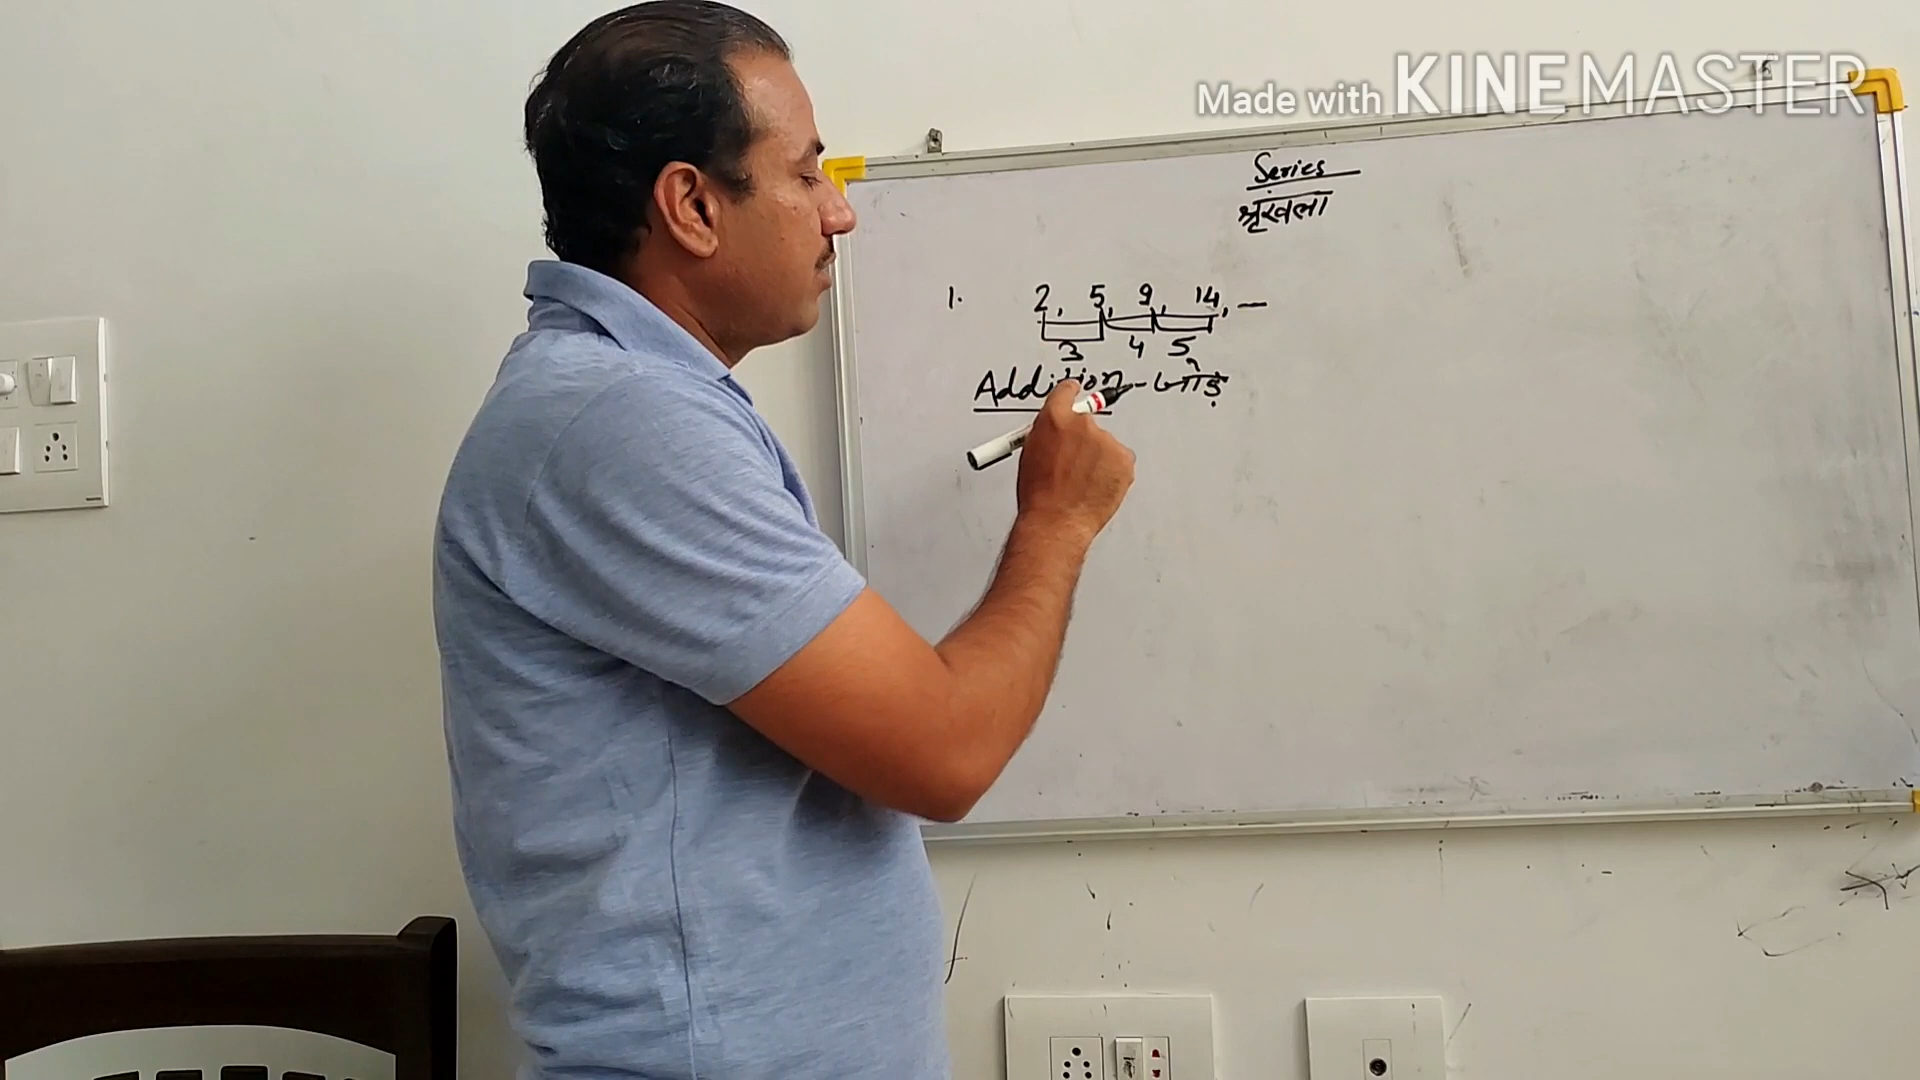 Made with KINEMASTER
Series
श्रृखला
1. 2, 5, 9, 14, —
3 4 5
Addition - जोड़